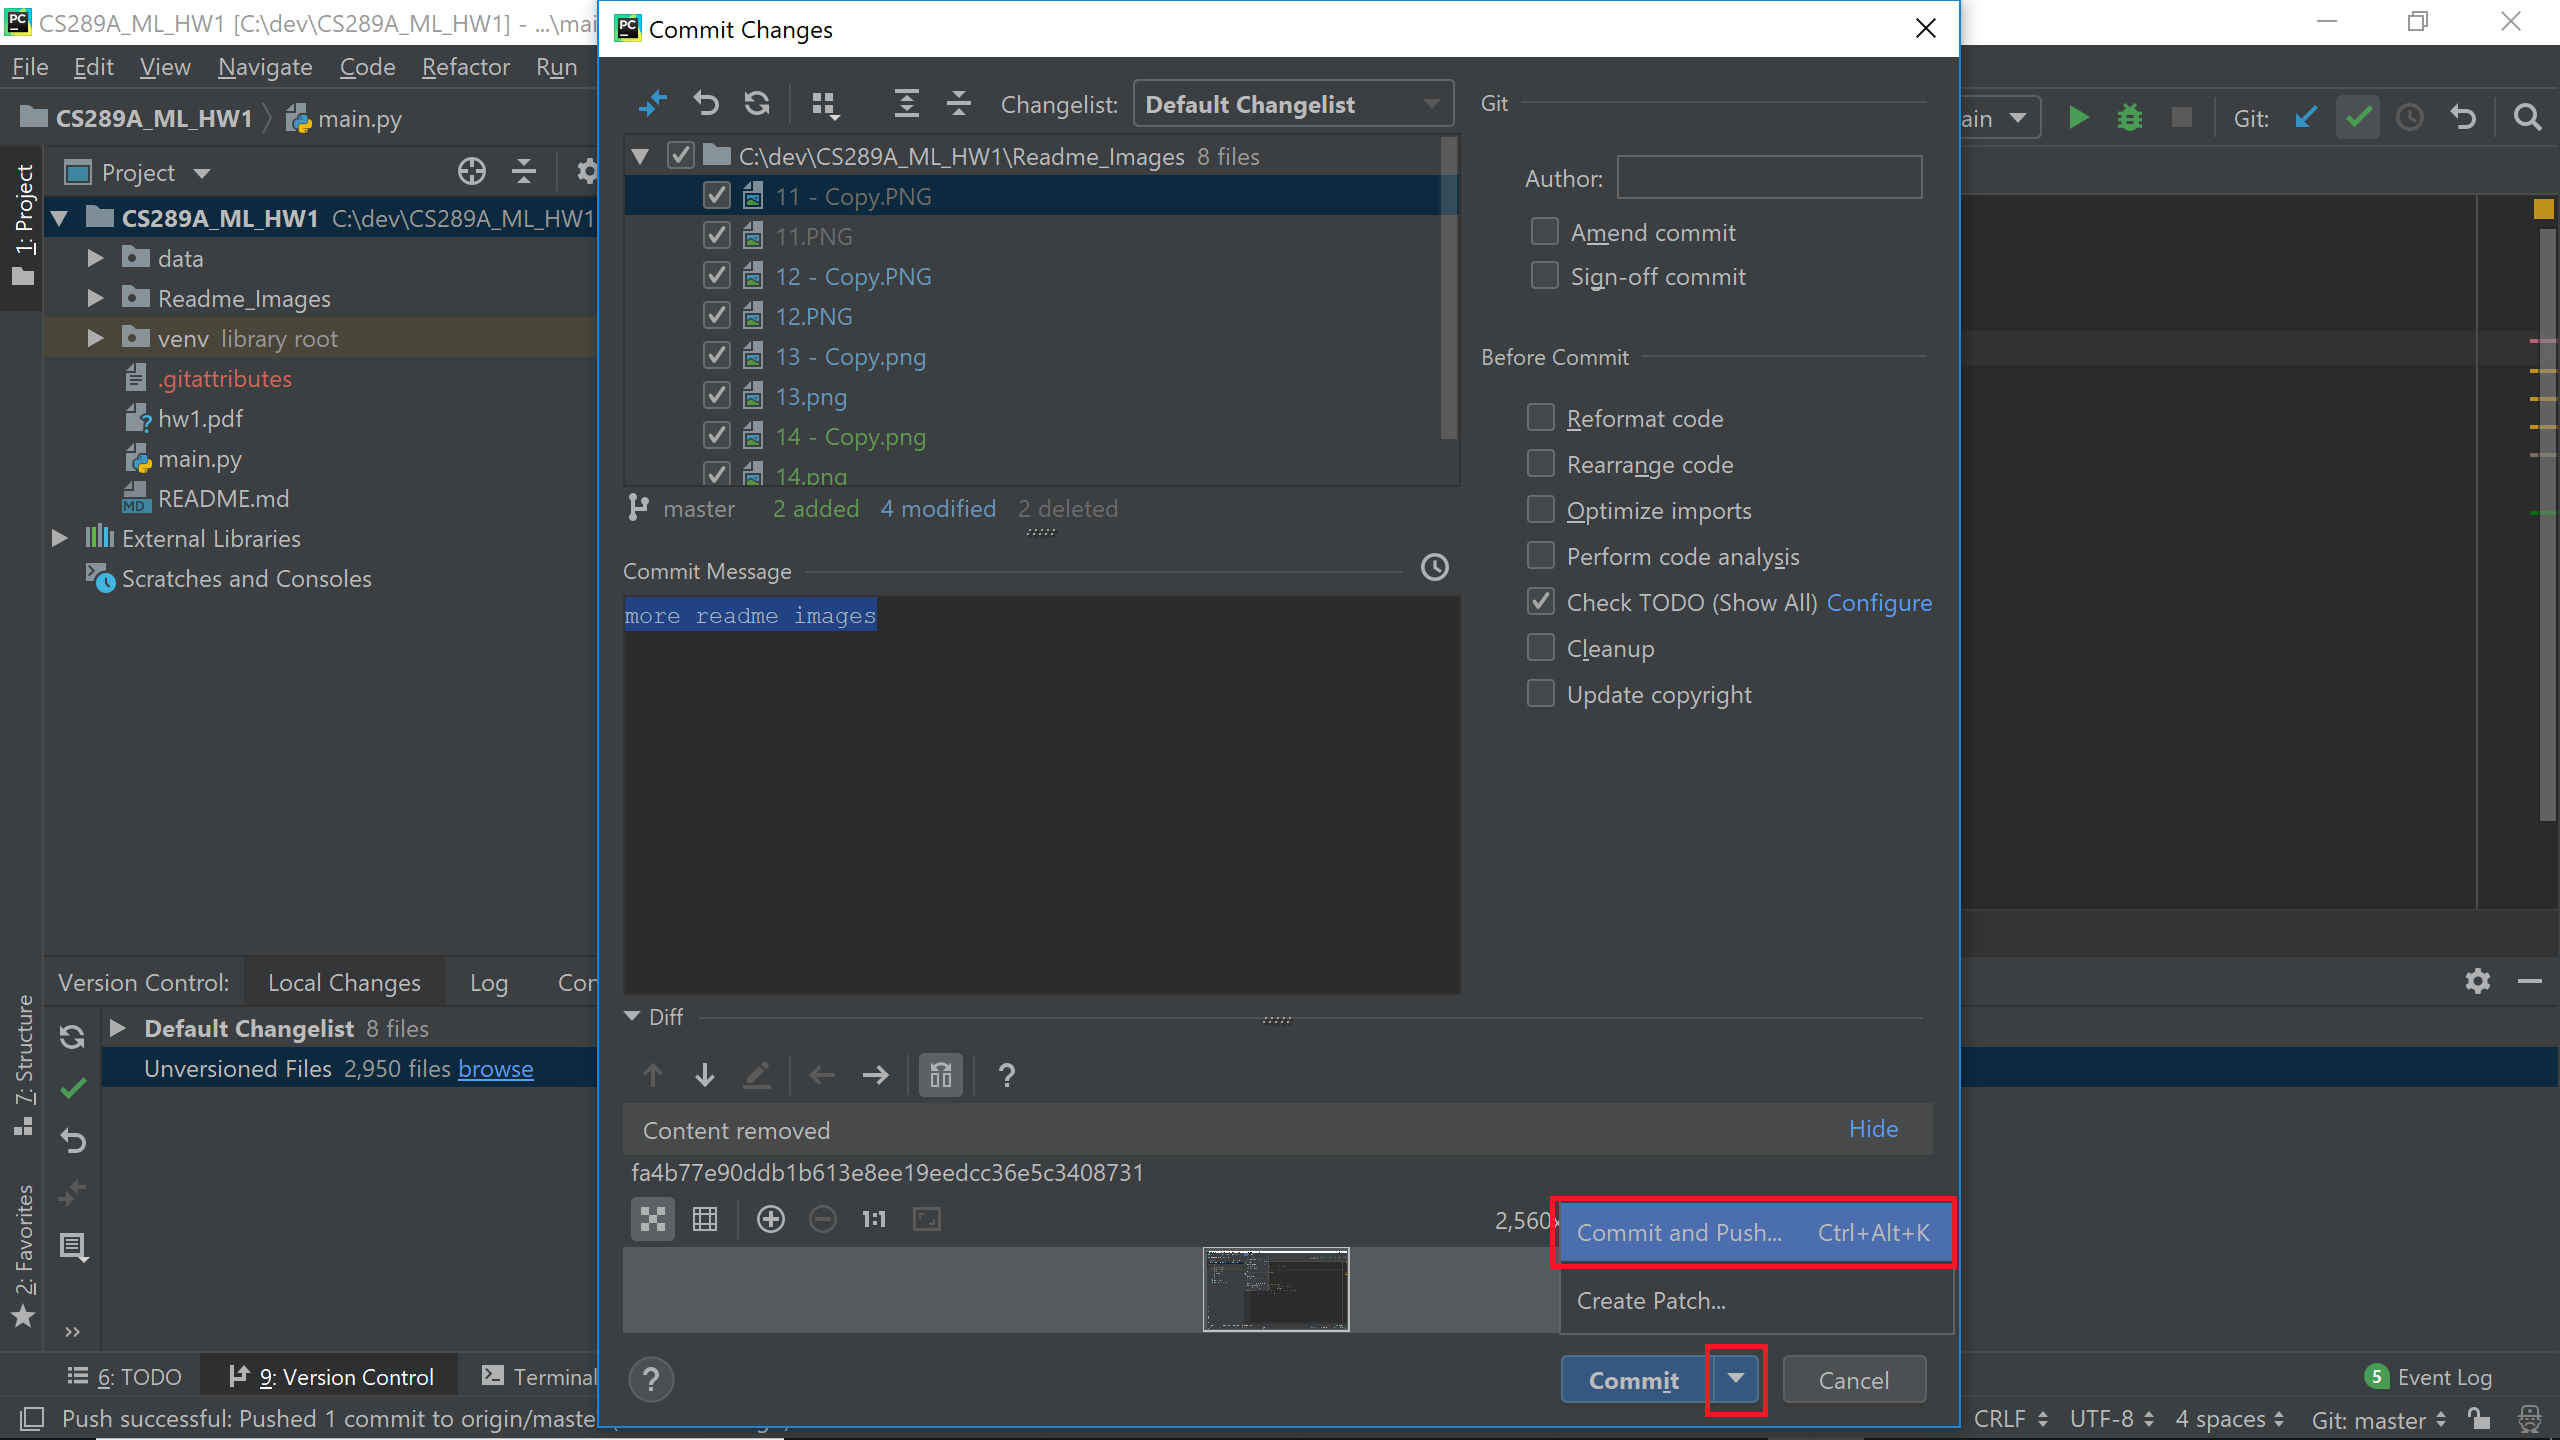 CS289A_ML_HW1 [C:\dev\CS289A_ML_HW1] - ...\mai
Commit Changes
File Edit View Navigate Code Refactor Run
CS289A_ML_HW1 main.py
Changelist: Default Changelist
Git
ain
Git:
Project
1: Project
C:\dev\CS289A_ML_HW1\Readme_Images 8 files
11 - Copy.PNG
11.PNG
12 - Copy.PNG
12.PNG
13 - Copy.png
13.png
14 - Copy.png
14.png
master 2 added 4 modified 2 deleted
Author:
Amend commit
Sign-off commit
Before Commit
Reformat code
Rearrange code
Optimize imports
Perform code analysis
Check TODO (Show All) Configure
Cleanup
Update copyright
CS289A_ML_HW1 C:\dev\CS289A_ML_HW1
data
Readme_Images
venv library root
.gitattributes
hw1.pdf
main.py
README.md
External Libraries
Scratches and Consoles
Commit Message
more readme images
Version Control: Local Changes Log Con
Default Changelist 8 files
Unversioned Files 2,950 files browse
7: Structure
2: Favorites
Diff
?
Content removed Hide
fa4b77e90ddb1b613e8ee19eedcc36e5c3408731
1:1
2,560x
Commit and Push... Ctrl+Alt+K
Create Patch...
? Commit Cancel
6: TODO 9: Version Control Terminal
5 Event Log
Push successful: Pushed 1 commit to origin/maste
CRLF UTF-8 4 spaces Git: master